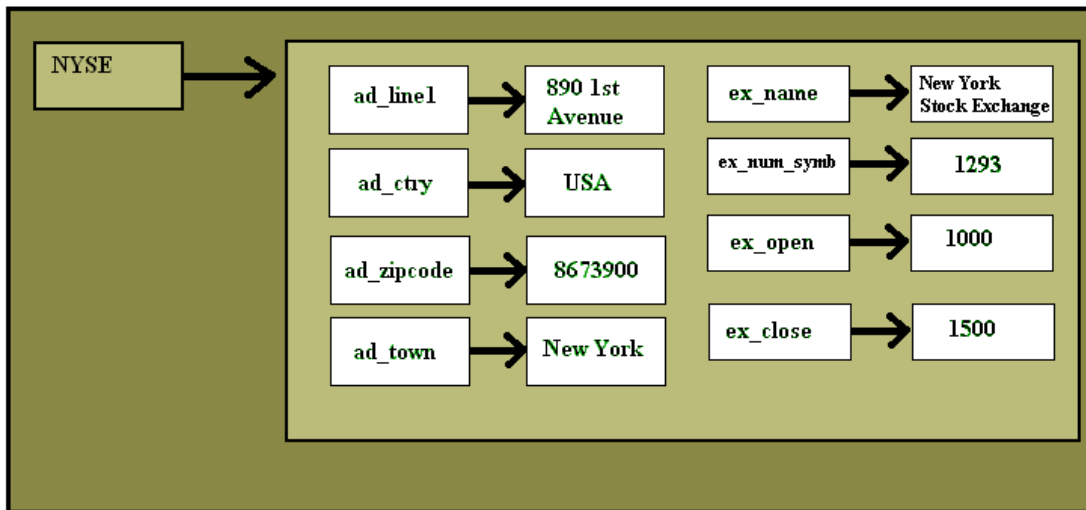 NYSE
ad_line1
890 1st
Avenue
ad_ctry
USA
ad_zipcode
8673900
ad_town
New York
ex_name
New York
Stock Exchange
ex_num_symb
1293
ex_open
1000
ex_close
1500